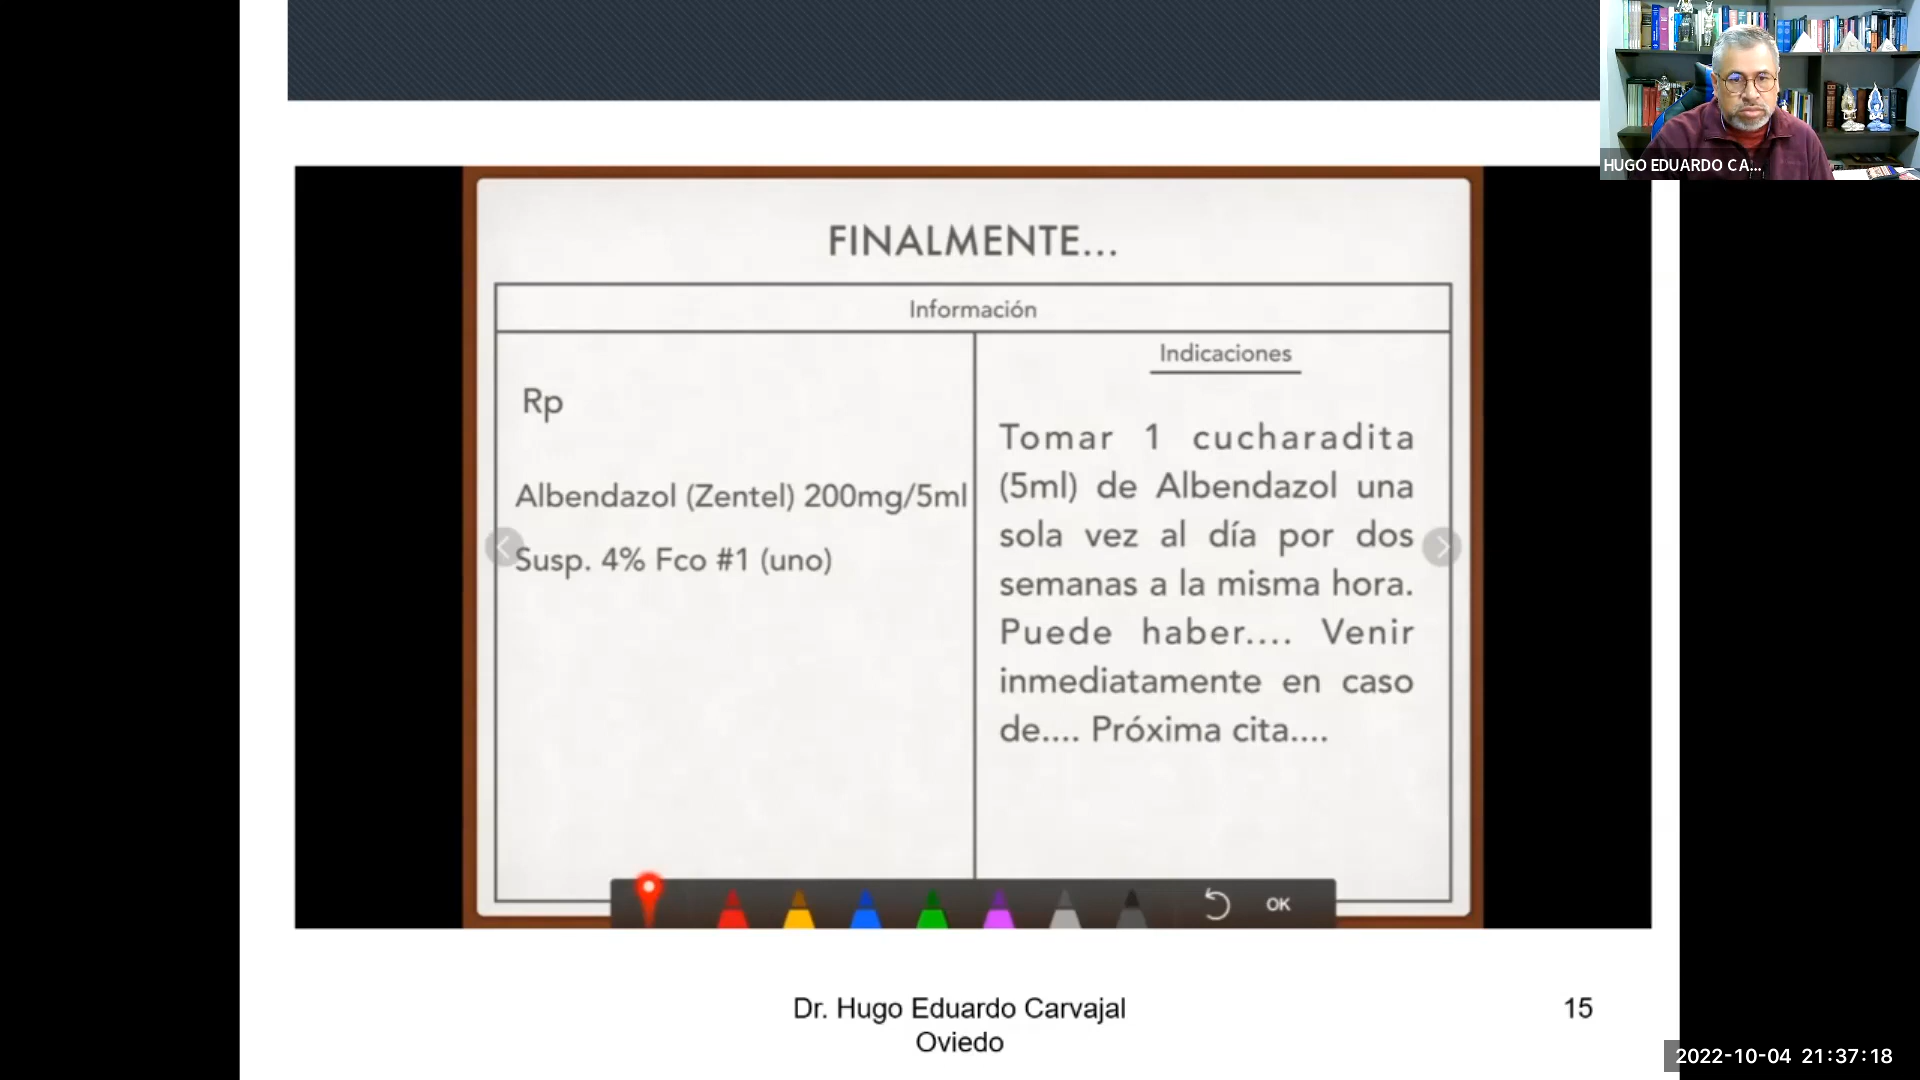 HUGO EDUARDO CA...
FINALMENTE...
Información
Rp
Albendazol (Zentel) 200mg/5ml
Susp. 4% Fco #1 (uno)
Indicaciones
Tomar 1 cucharadita
(5ml) de Albendazol una
sola vez al día por dos
semanas a la misma hora.
Puede haber.... Venir
inmediatamente en caso
de.... Próxima cita....
OK
Dr. Hugo Eduardo Carvajal
Oviedo
15
2022-10-04 21:37:18